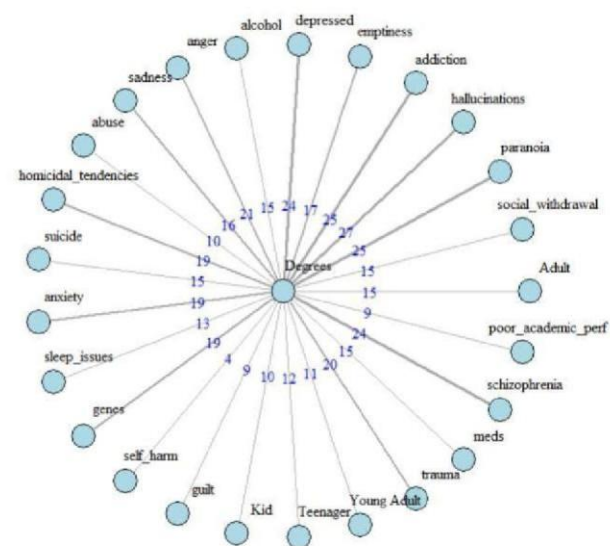 alcohol
depressed
anger
emptiness
sadness
addiction
abuse
hallucinations
homicidal_tendencies
paranoia
suicide
social_withdrawal
anxiety
Adult
sleep_issues
poor_academic_perf
genes
schizophrenia
self_harm
meds
guilt
trauma
Kid
Teenager
Young Adult
Degrees
15
24
17
21
25
16
27
10
25
19
15
15
15
19
9
13
24
19
15
4
20
9
11
10
12